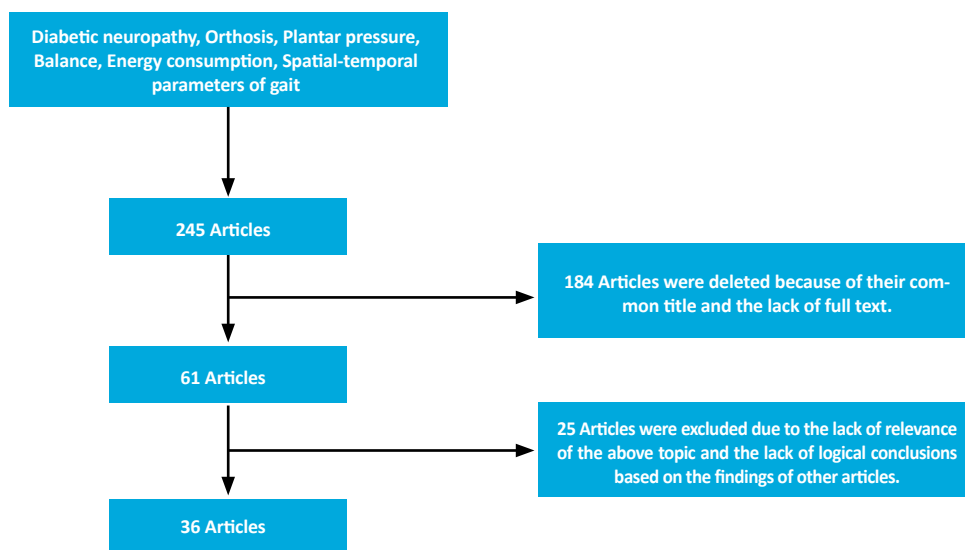 Diabetic neuropathy, Orthosis, Plantar pressure,
Balance, Energy consumption, Spatial-temporal
parameters of gait
245 Articles
184 Articles were deleted because of their com-
mon title and the lack of full text.
61 Articles
25 Articles were excluded due to the lack of relevance
of the above topic and the lack of logical conclusions
based on the findings of other articles.
36 Articles